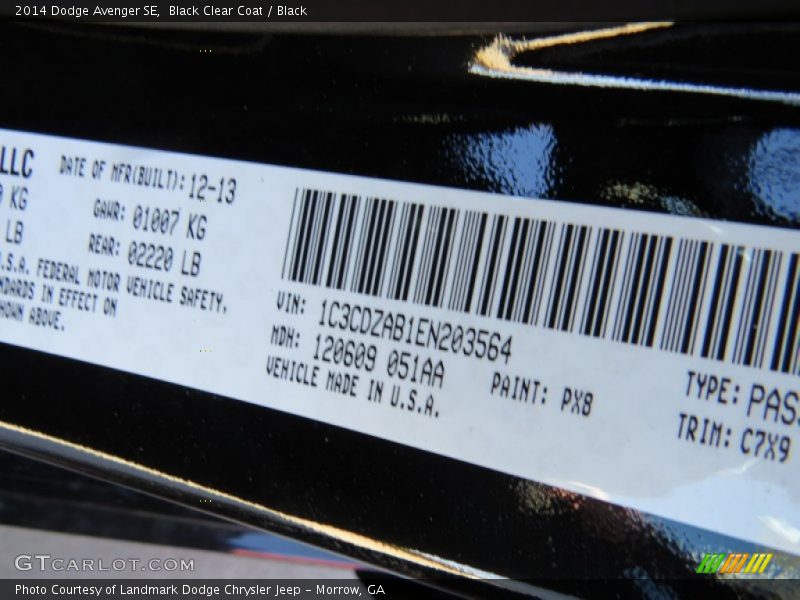 2014 Dodge Avenger SE,  Black Clear Coat / Black
LLC
DATE OF MFR(BUILT): 12-13
KG
GAWR: 01007 KG
LB
REAR: 02220 LB
U.S.A. FEDERAL MOTOR VEHICLE SAFETY,
IN EFFECT ON
ABOVE.
VIN: 1C3CDZAB1EN203564
MDH: 120609 051AA
VEHICLE MADE IN U.S.A.
PAINT: PX8
TYPE: PAS
TRIM: C7X9
GTCARLOT.COM
Photo Courtesy of Landmark Dodge Chrysler Jeep – Morrow, GA